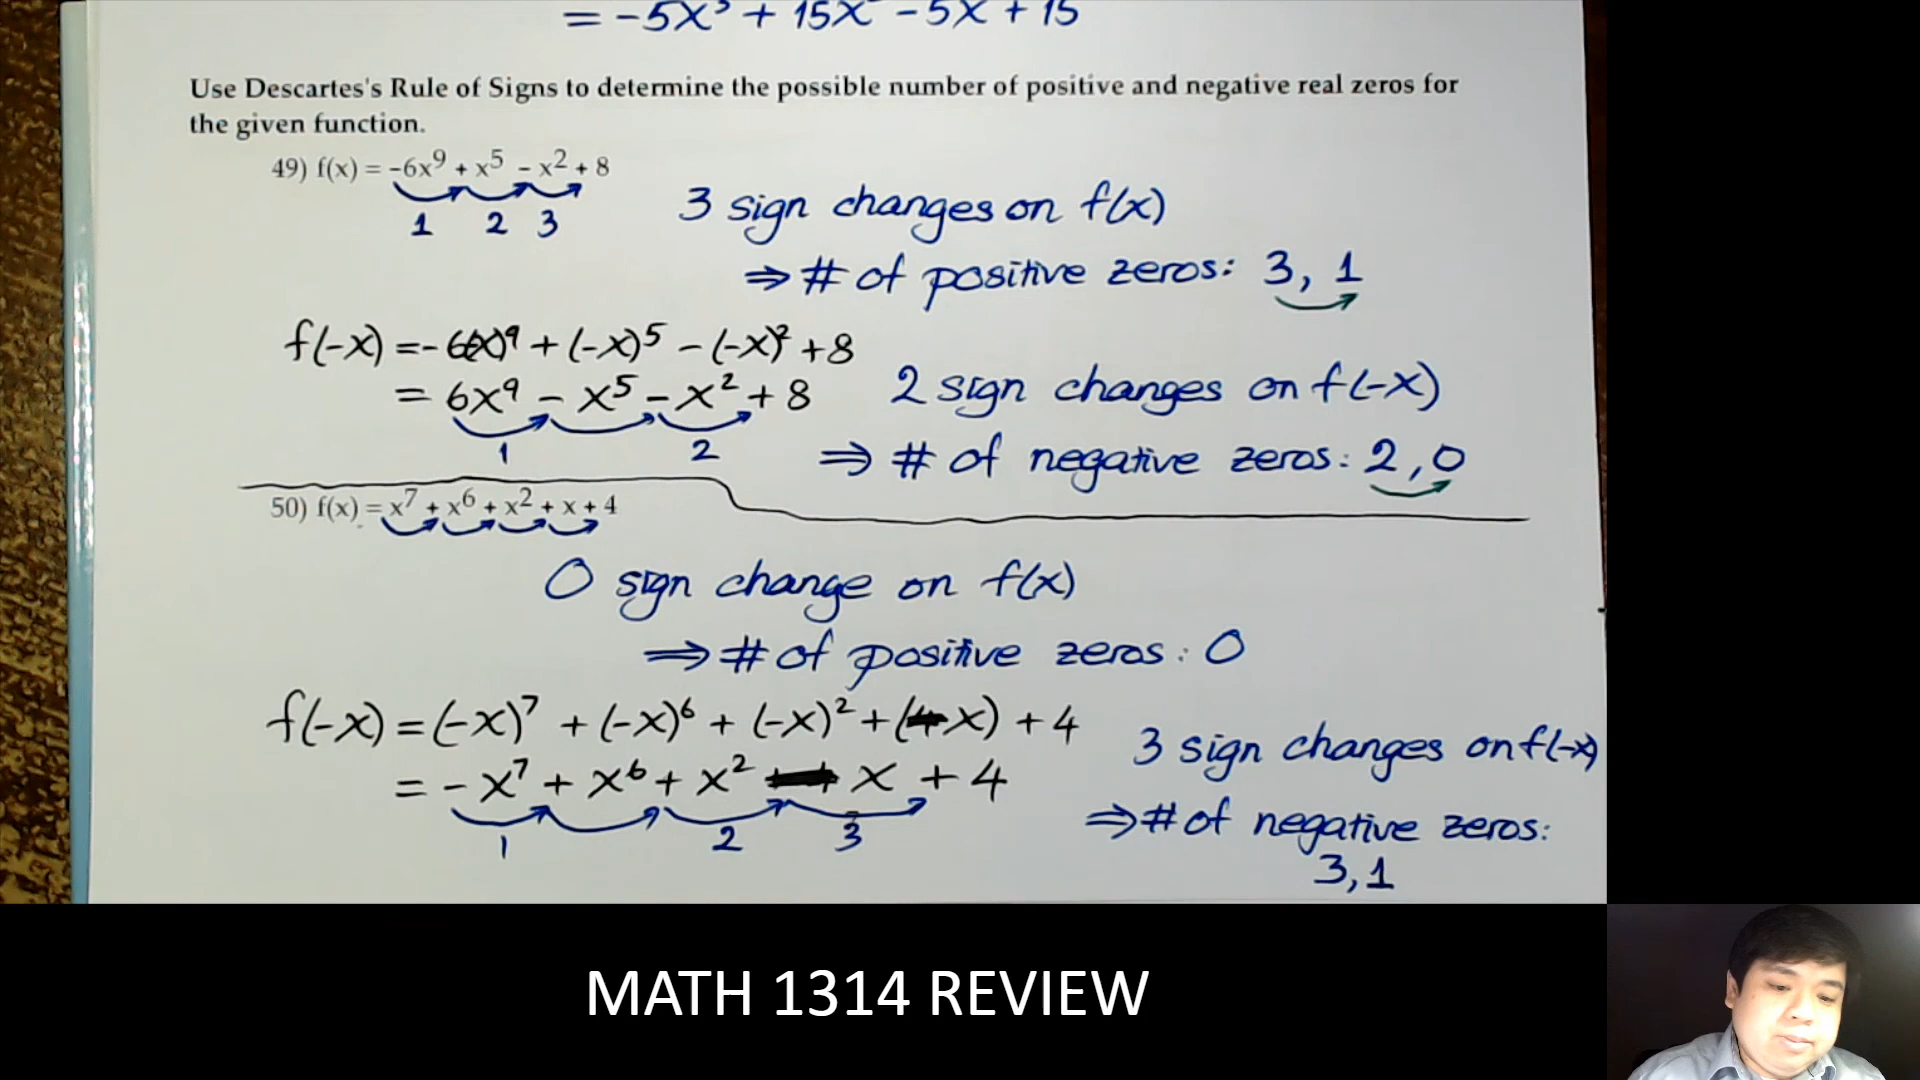 = -5x³ + 15x² - 5x + 15
Use Descartes's Rule of Signs to determine the possible number of positive and negative real zeros for
the given function.
49) f(x) = -6x⁹ + x⁵ - x² + 8
1 2 3
3 sign changes on f(x)
⇒ # of positive zeros: 3, 1
f(-x) = -6(-x)⁹ + (-x)⁵ - (-x)² + 8
= 6x⁹ - x⁵ - x² + 8
1 2
2 sign changes on f(-x)
⇒ # of negative zeros: 2, 0
50) f(x) = x⁷ + x⁶ + x² + x + 4
0 sign change on f(x)
⇒ # of positive zeros: 0
f(-x) = (-x)⁷ + (-x)⁶ + (-x)² + (-x) + 4
= -x⁷ + x⁶ + x² - x + 4
1 2 3
3 sign changes on f(-x)
⇒ # of negative zeros:
3, 1
MATH 1314 REVIEW